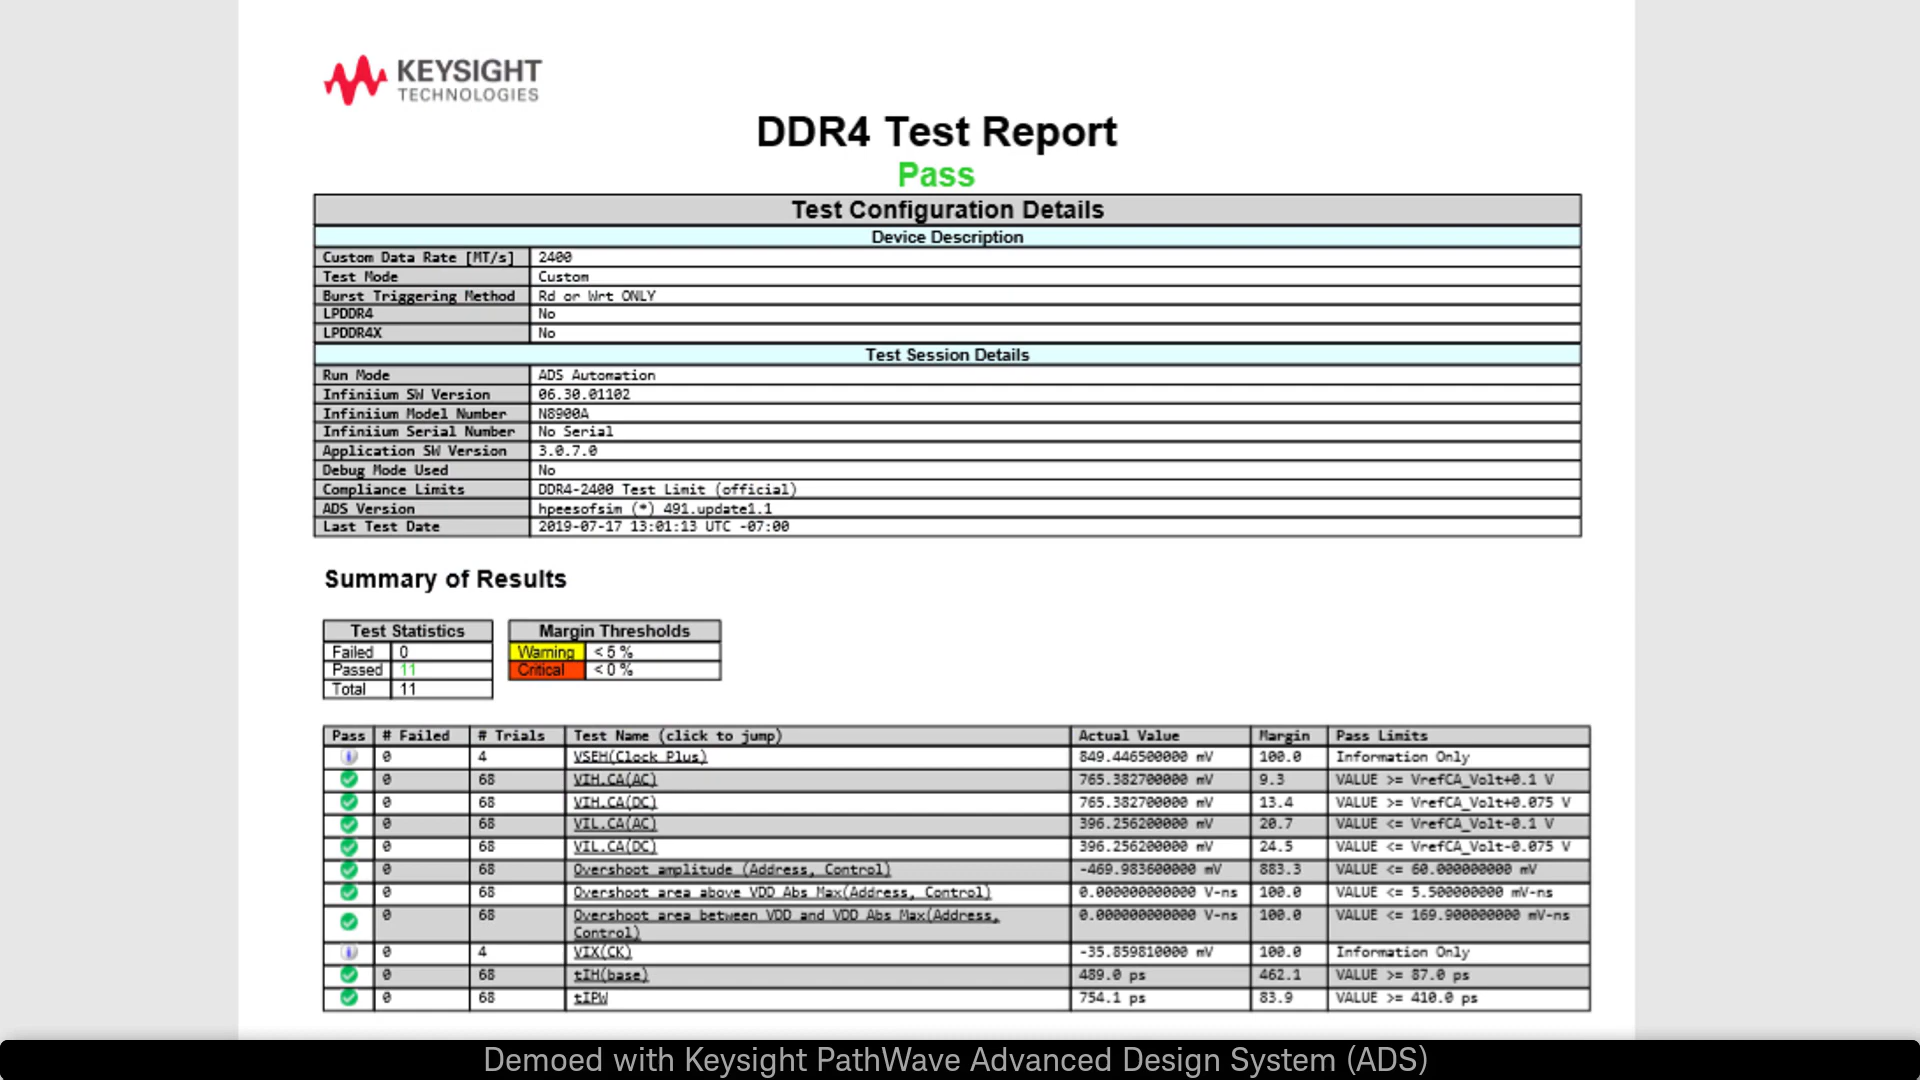 KEYSIGHT
TECHNOLOGIES
DDR4 Test Report
Pass
Test Configuration Details
Device Description
Custom Data Rate [MT/s] 2400
Test Mode Custom
Burst Triggering Method Rd or Wrt ONLY
LPDDR4 No
LPDDR4X No
Test Session Details
Run Mode ADS Automation
Infiniium SW Version 06.30.01102
Infiniium Model Number N8900A
Infiniium Serial Number No Serial
Application SW Version 3.0.7.0
Debug Mode Used No
Compliance Limits DDR4-2400 Test Limit (official)
ADS Version hpeesofsim (*) 491.update1.1
Last Test Date 2019-07-17 13:01:13 UTC -07:00
Summary of Results
Test Statistics
Failed 0
Passed 11
Total 11
Margin Thresholds
Warning < 5 %
Critical < 0 %
Pass # Failed # Trials Test Name (click to jump) Actual Value Margin Pass Limits
0 4 VSEH(Clock Plus) 849.446500000 mV 100.0 Information Only
0 68 VIH.CA(AC) 765.382700000 mV 9.3 VALUE >= VrefCA_Volt+0.1 V
0 68 VIH.CA(DC) 765.382700000 mV 13.4 VALUE >= VrefCA_Volt+0.075 V
0 68 VIL.CA(AC) 396.256200000 mV 20.7 VALUE <= VrefCA_Volt-0.1 V
0 68 VIL.CA(DC) 396.256200000 mV 24.5 VALUE <= VrefCA_Volt-0.075 V
0 68 Overshoot amplitude (Address, Control) -469.983600000 mV 883.3 VALUE <= 60.000000000 mV
0 68 Overshoot area above VDD Abs Max(Address, Control) 0.000000000000 V-ns 100.0 VALUE <= 5.500000000 mV-ns
0 68 Overshoot area between VDD and VDD Abs Max(Address, 0.000000000000 V-ns 100.0 VALUE <= 169.900000000 mV-ns
Control)
0 4 VIX(CK) -35.859810000 mV 100.0 Information Only
0 68 tIH(base) 489.0 ps 462.1 VALUE >= 87.0 ps
0 68 tIPW 754.1 ps 83.9 VALUE >= 410.0 ps
Demoed with Keysight PathWave Advanced Design System (ADS)